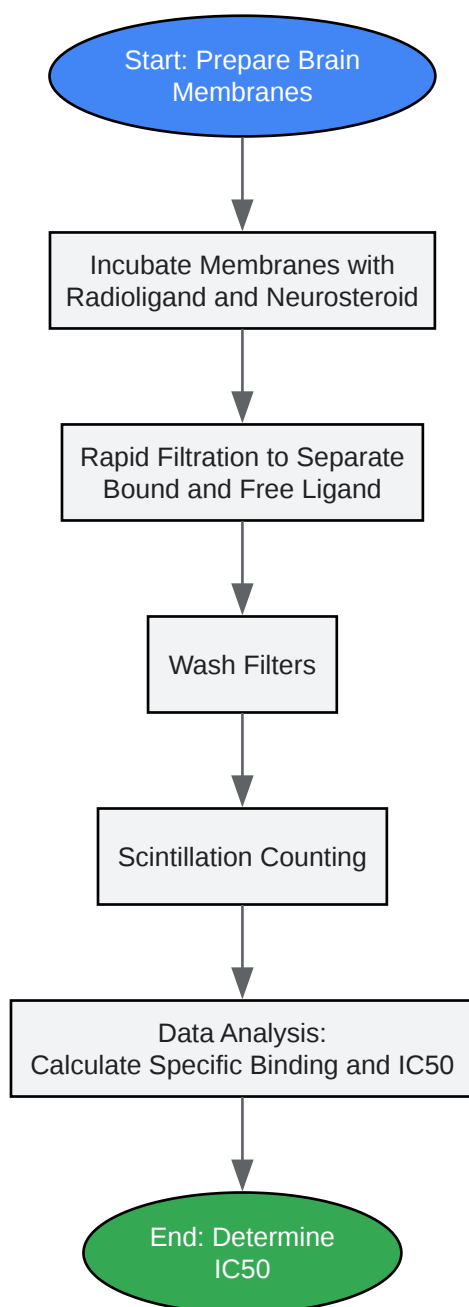 Start: Prepare Brain
Membranes
Incubate Membranes with
Radioligand and Neurosteroid
Rapid Filtration to Separate
Bound and Free Ligand
Wash Filters
Scintillation Counting
Data Analysis:
Calculate Specific Binding and IC50
End: Determine
IC50